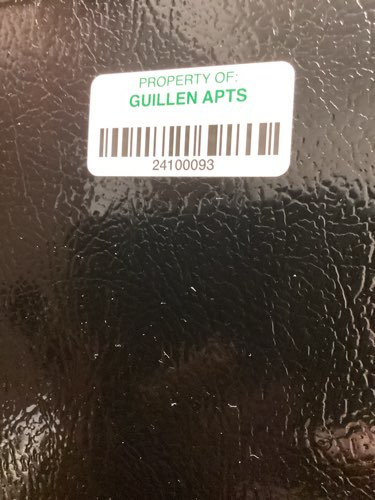 PROPERTY OF:
GUILLEN APTS
24100093